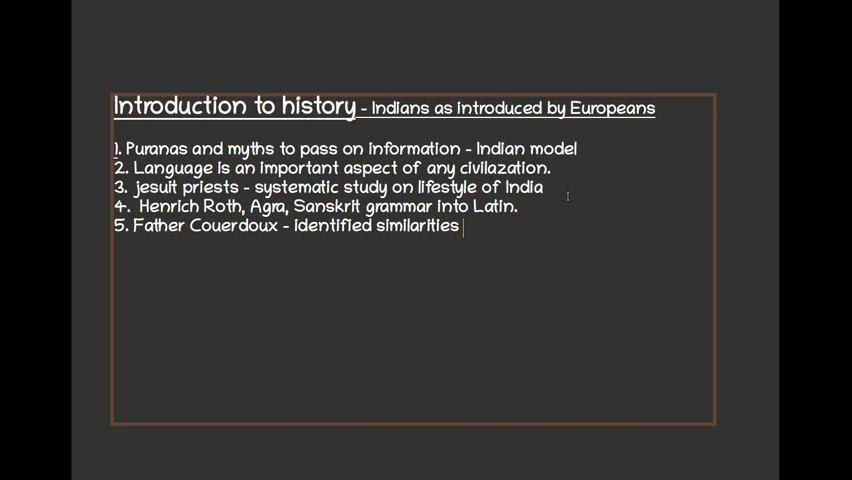 Introduction to history - Indians as introduced by Europeans
1. Puranas and myths to pass on information - Indian model
2. Language is an important aspect of any civilazation.
3. jesuit priests - systematic study on lifestyle of India
4. Henrich Roth, Agra, Sanskrit grammar into Latin.
5. Father Couerdoux - identified similarities